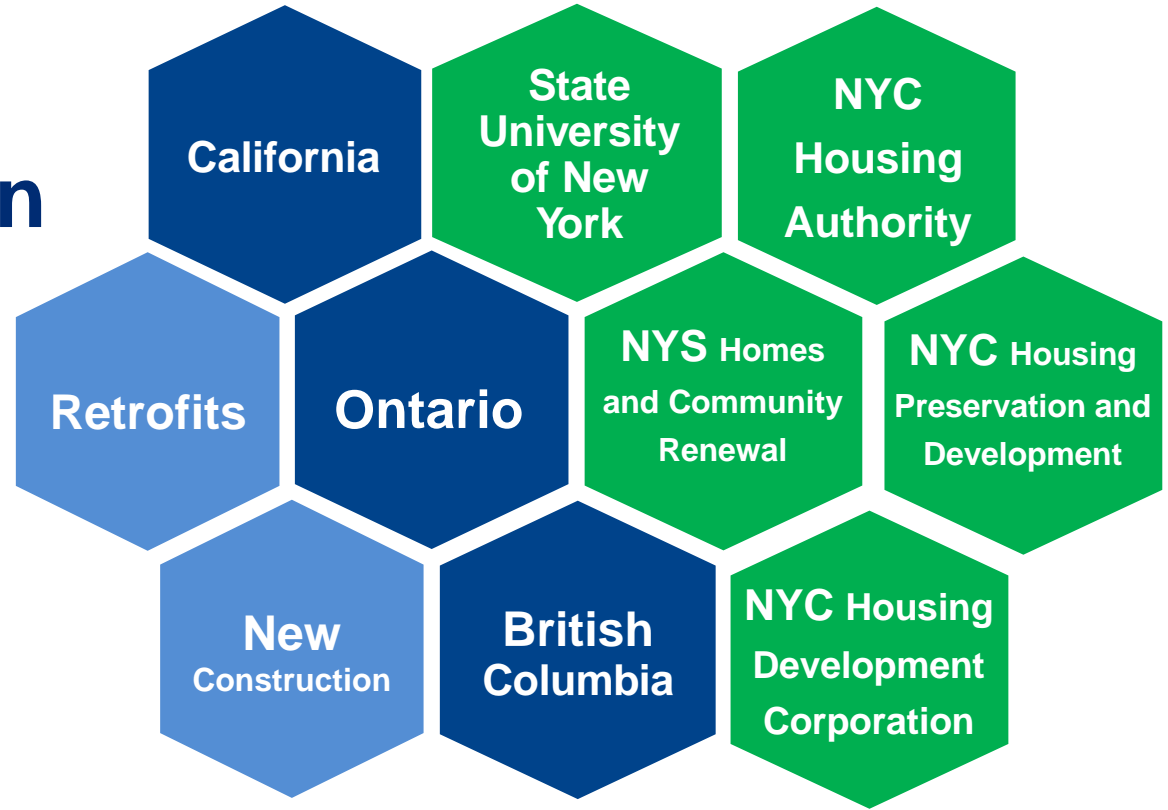 n
California
State
University
of New
York
NYC
Housing
Authority
Retrofits
Ontario
NYS Homes
and Community
Renewal
NYC Housing
Preservation and
Development
New
Construction
British
Columbia
NYC Housing
Development
Corporation